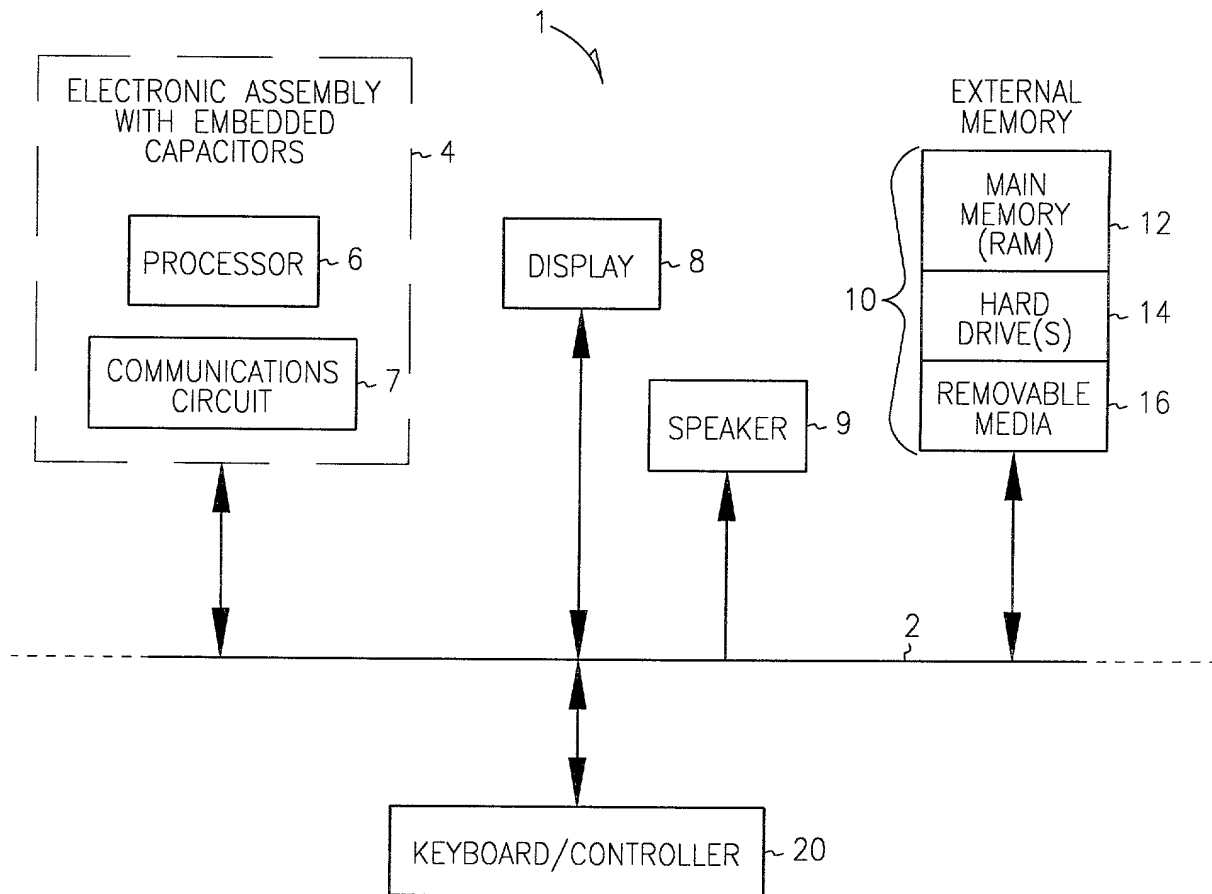 1
ELECTRONIC ASSEMBLY
WITH EMBEDDED
CAPACITORS
4
PROCESSOR
6
COMMUNICATIONS
CIRCUIT
7
DISPLAY
8
SPEAKER
9
EXTERNAL
MEMORY
10
MAIN
MEMORY
(RAM)
12
HARD
DRIVE(S)
14
REMOVABLE
MEDIA
16
2
KEYBOARD/CONTROLLER
20